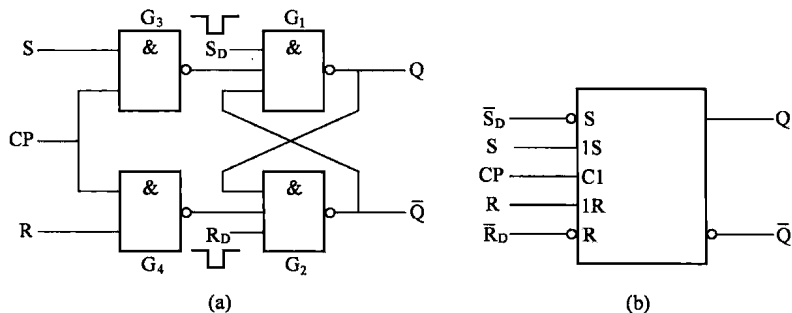 G₃ G₁
S & S_D & Q
CP
& &
R R_D Q̅
G₄ G₂
(a)
S̅_D S Q
S 1S
CP C1
R 1R
R̅_D R Q̅
(b)